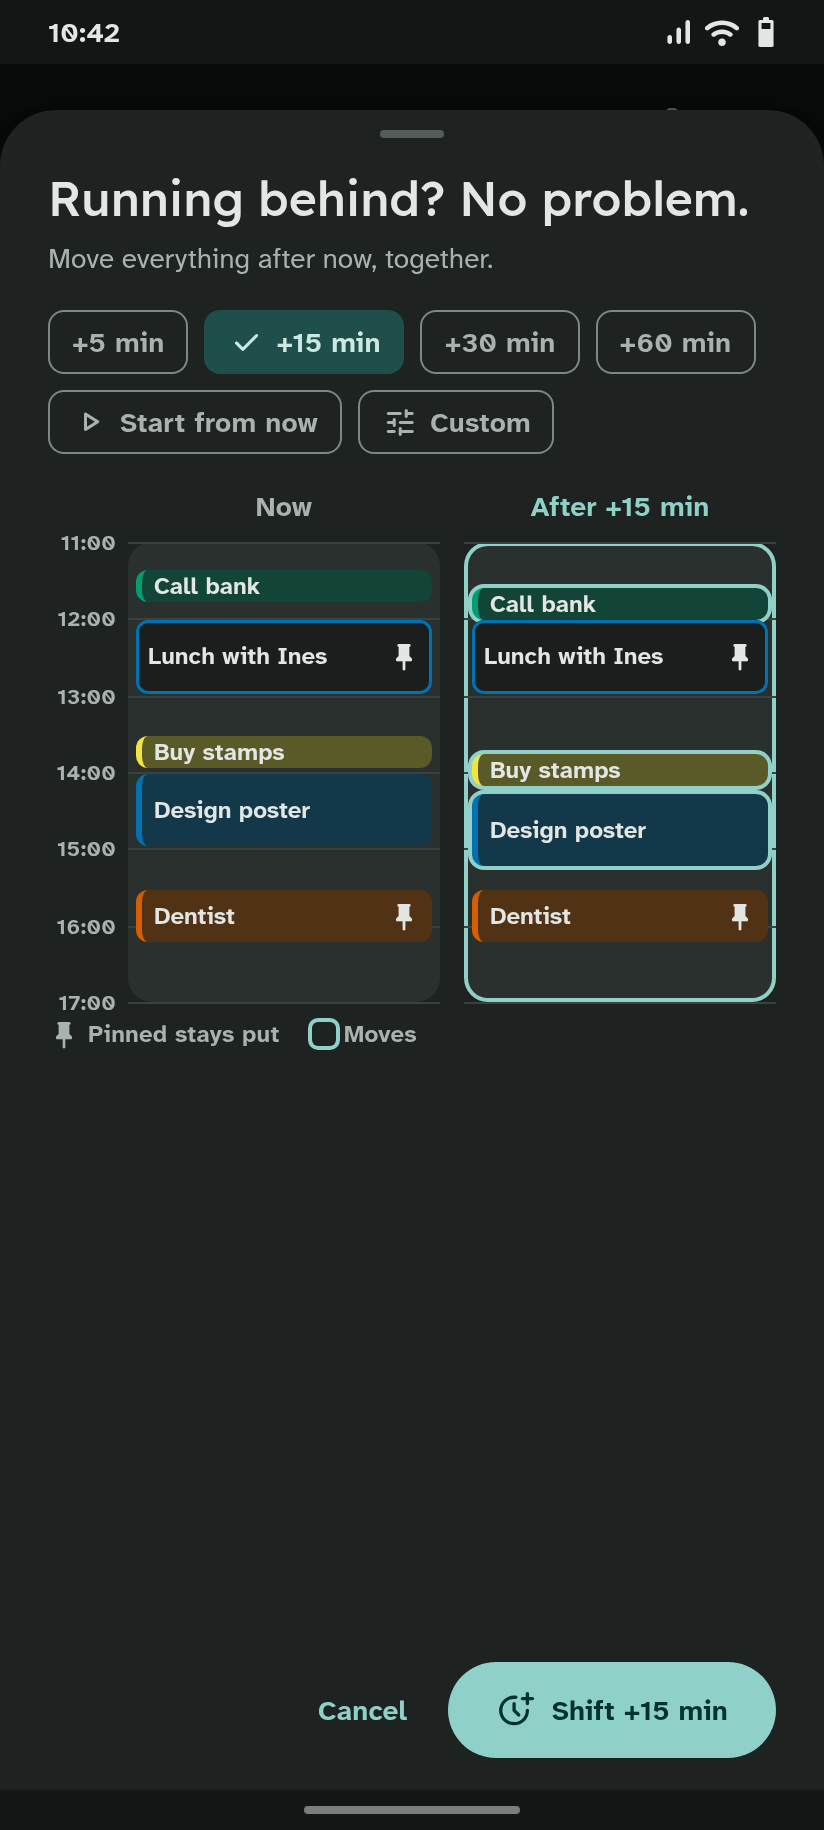 10:42
Running behind? No problem.
Move everything after now, together.
+5 min
+15 min
+30 min
+60 min
Start from now
Custom
Now
After +15 min
11:00
Call bank
Call bank
12:00
Lunch with Ines
Lunch with Ines
13:00
Buy stamps
Buy stamps
14:00
Design poster
Design poster
15:00
Dentist
Dentist
16:00
17:00
Pinned stays put
Moves
Cancel
Shift +15 min